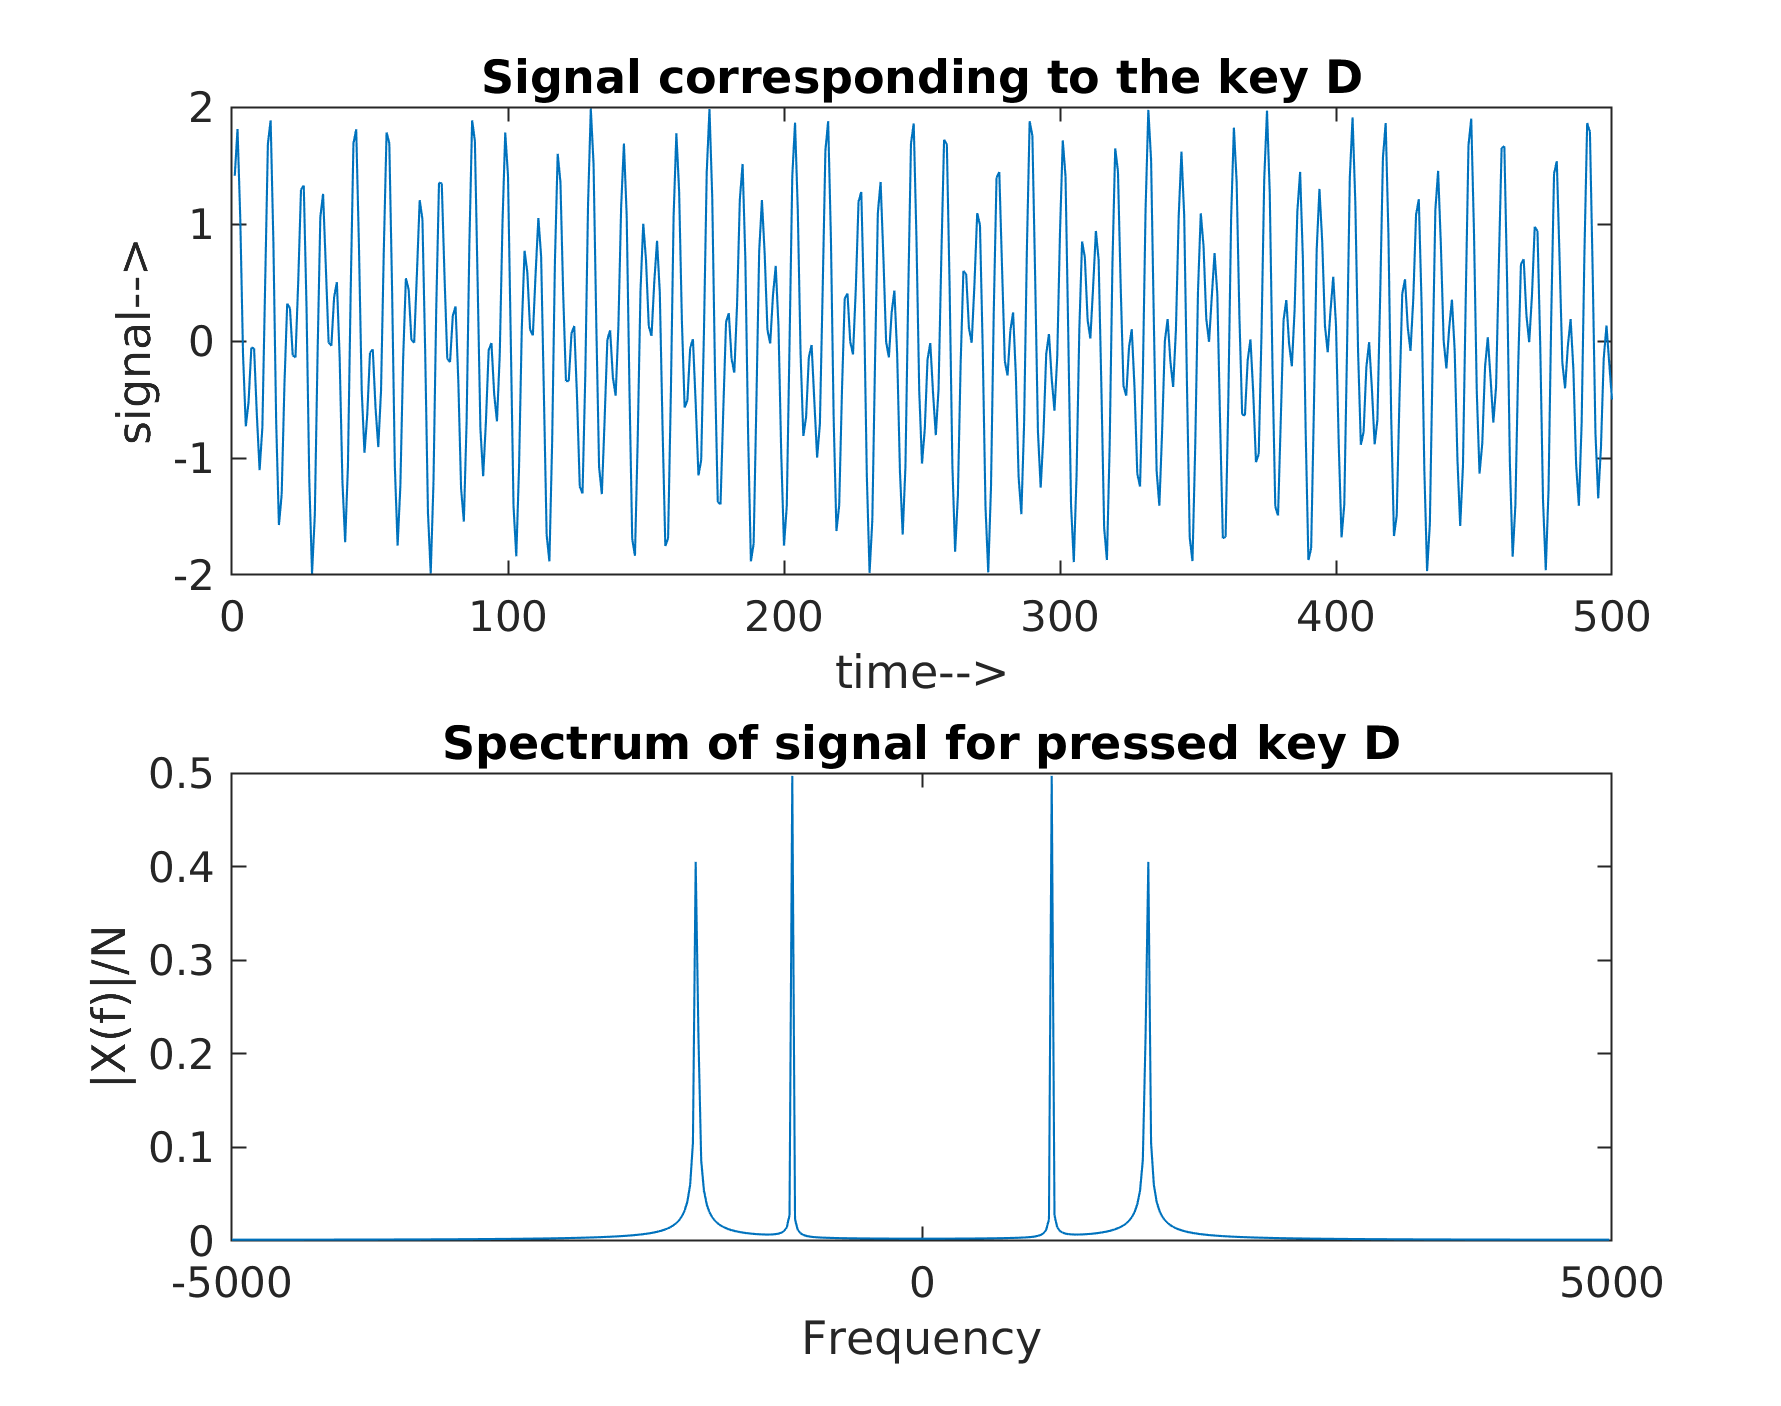 Signal corresponding to the key D
2
1
0
-1
-2
signal-->
0 100 200 300 400 500
time-->
Spectrum of signal for pressed key D
0.5
0.4
0.3
0.2
0.1
0
|X(f)|/N
-5000 0 5000
Frequency